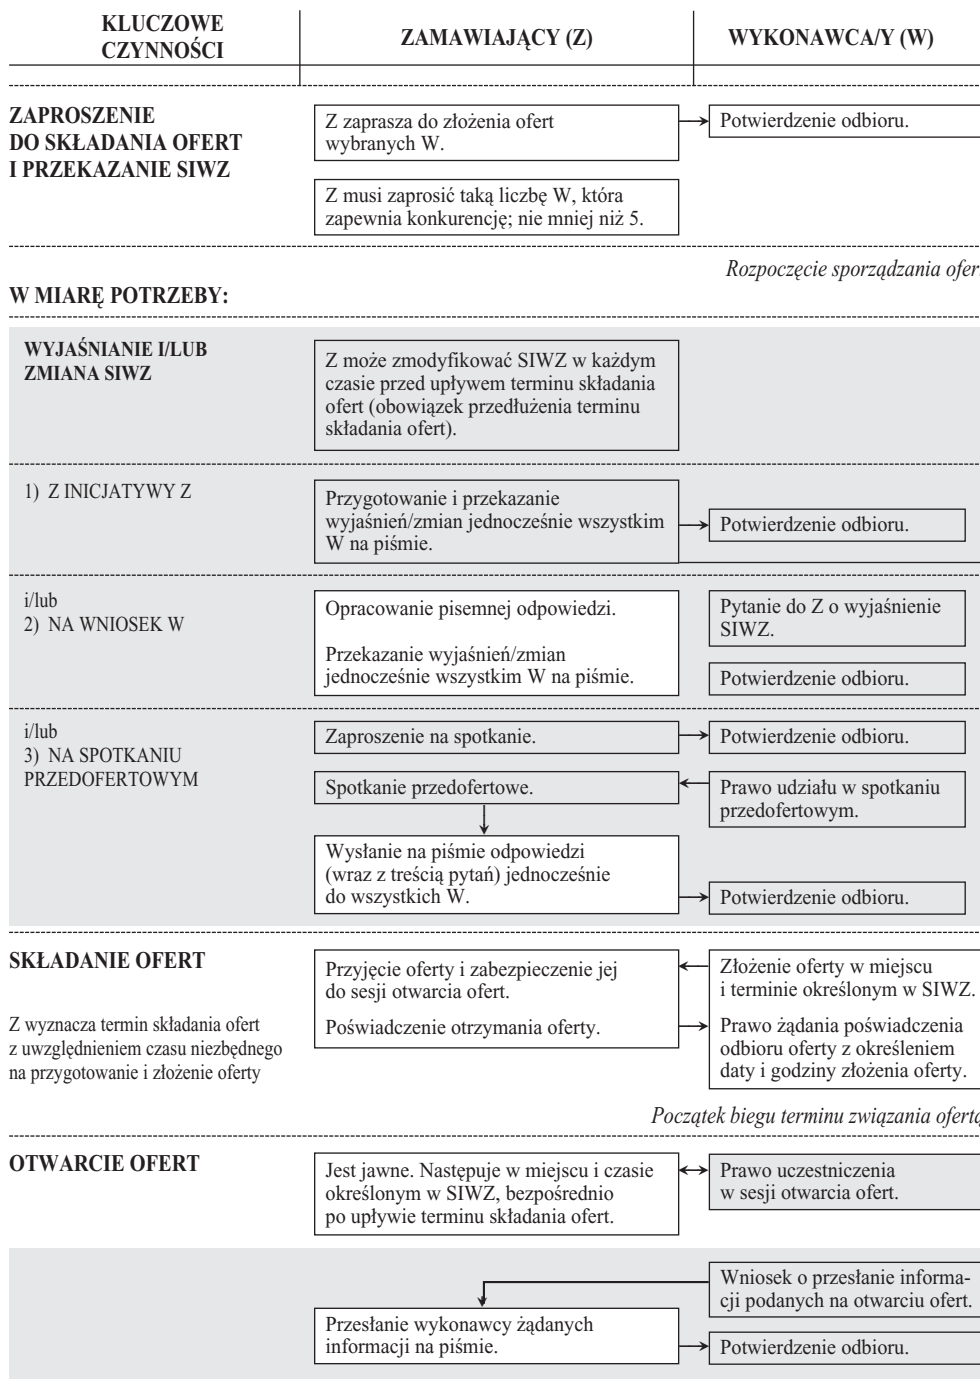 KLUCZOWE
CZYNNOŚCI
ZAMAWIAJĄCY (Z)
WYKONAWCA/Y (W)
ZAPROSZENIE
DO SKŁADANIA OFERT
I PRZEKAZANIE SIWZ
Z zaprasza do złożenia ofert
wybranych W.
Potwierdzenie odbioru.
Z musi zaprosić taką liczbę W, która
zapewnia konkurencję; nie mniej niż 5.
Rozpoczęcie sporządzania
W MIARĘ POTRZEBY:
WYJAŚNIANIE I/LUB
ZMIANA SIWZ
Z może zmodyfikować SIWZ w każdym
czasie przed upływem terminu składania
ofert (obowiązek przedłużenia terminu
składania ofert).
1) Z INICJATYWY Z
Przygotowanie i przekazanie
wyjaśnień/zmian jednocześnie wszystkim
W na piśmie.
Potwierdzenie odbioru.
i/lub
2) NA WNIOSEK W
Opracowanie pisemnej odpowiedzi.
Przekazanie wyjaśnień/zmian
jednocześnie wszystkim W na piśmie.
Pytanie do Z o wyjaśnienie
SIWZ.
Potwierdzenie odbioru.
i/lub
3) NA SPOTKANIU
PRZEDOFERTOWYM
Zaproszenie na spotkanie.
Potwierdzenie odbioru.
Spotkanie przedofertowe.
Prawo udziału w spotkaniu
przedofertowym.
Wysłanie na piśmie odpowiedzi
(wraz z treścią pytań) jednocześnie
do wszystkich W.
Potwierdzenie odbioru.
SKŁADANIE OFERT
Z wyznacza termin składania ofert
z uwzględnieniem czasu niezbędnego
na przygotowanie i złożenie oferty
Przyjęcie oferty i zabezpieczenie jej
do sesji otwarcia ofert.
Poświadczenie otrzymania oferty.
Złożenie oferty w miejscu
i terminie określonym w SIWZ.
Prawo żądania poświadczenia
odbioru oferty z określeniem
daty i godziny złożenia oferty.
Początek biegu terminu związania ofertą
OTWARCIE OFERT
Jest jawne. Następuje w miejscu i czasie
określonym w SIWZ, bezpośrednio
po upływie terminu składania ofert.
Prawo uczestniczenia
w sesji otwarcia ofert.
Wniosek o przesłanie informa-
cji podanych na otwarciu ofert.
Przesłanie wykonawcy żądanych
informacji na piśmie.
Potwierdzenie odbioru.